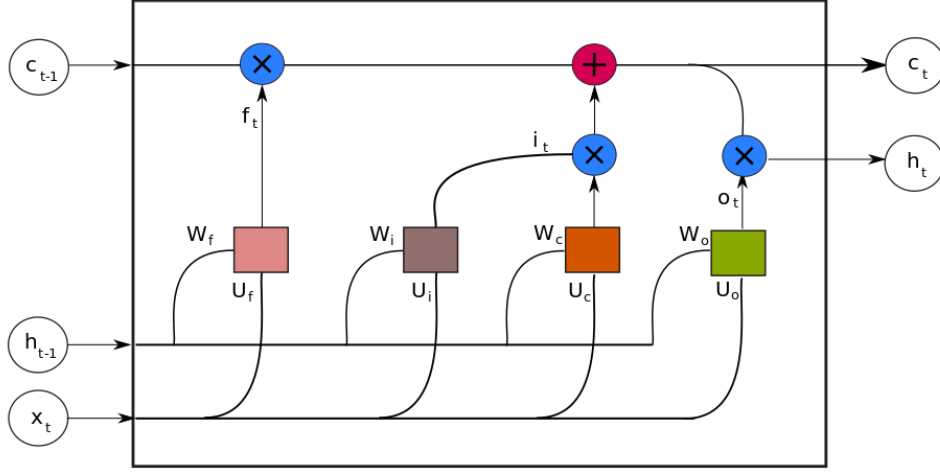 c t-1
×
+
c t
f t
i t
×
×
h t
o t
W f
W i
W c
W o
U f
U i
U c
U o
h t-1
x t